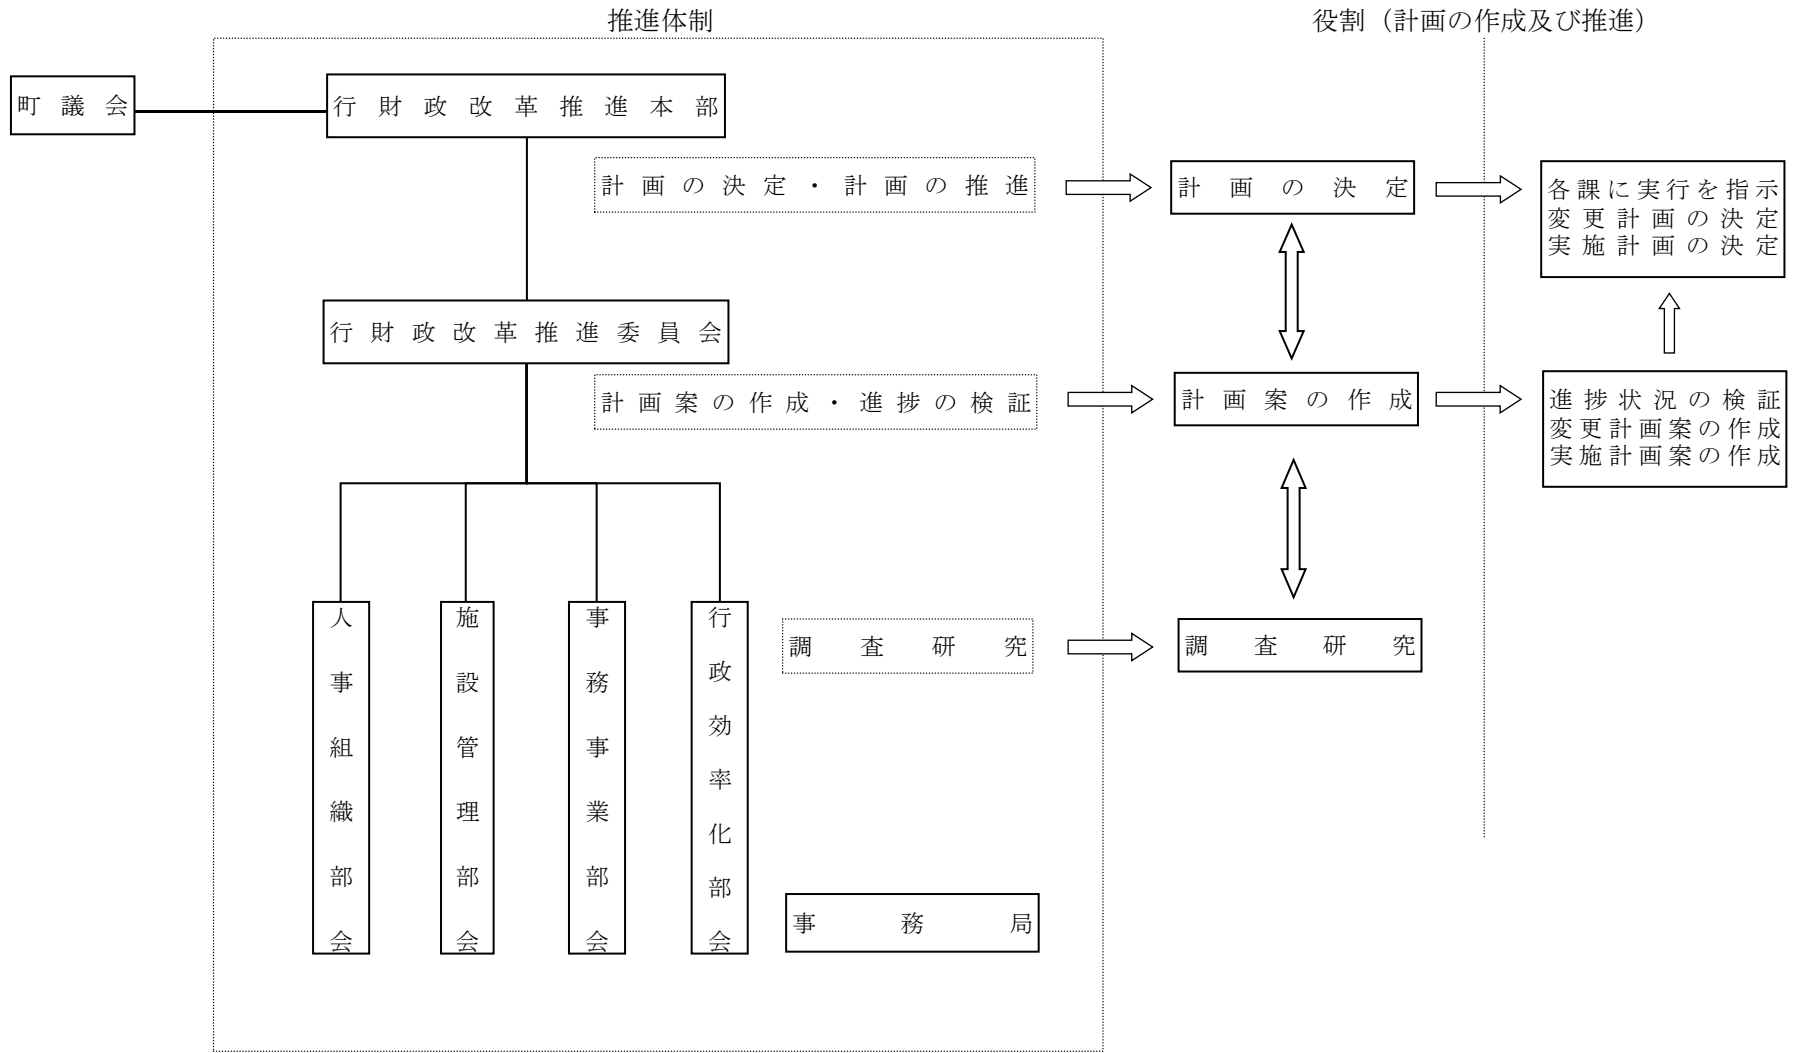 推進体制
役割（計画の作成及び推進）
町議会
行財政改革推進本部
計画の決定・計画の推進
計画の決定
各課に実行を指示
変更計画の決定
実施計画の決定
行財政改革推進委員会
計画案の作成・進捗の検証
計画案の作成
進捗状況の検証
変更計画案の作成
実施計画案の作成
人事組織部会
施設管理部会
事務事業部会
行政効率化部会
調査研究
調査研究
事務局